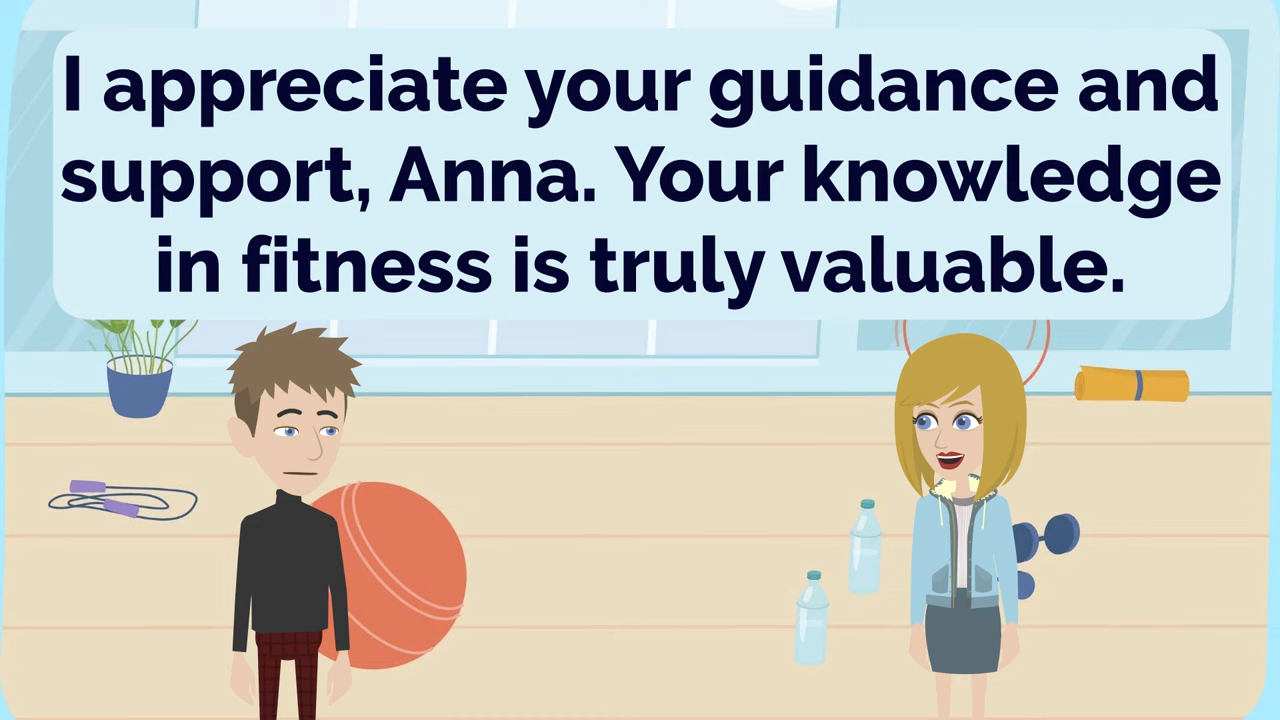 I appreciate your guidance and
support, Anna. Your knowledge
in fitness is truly valuable.